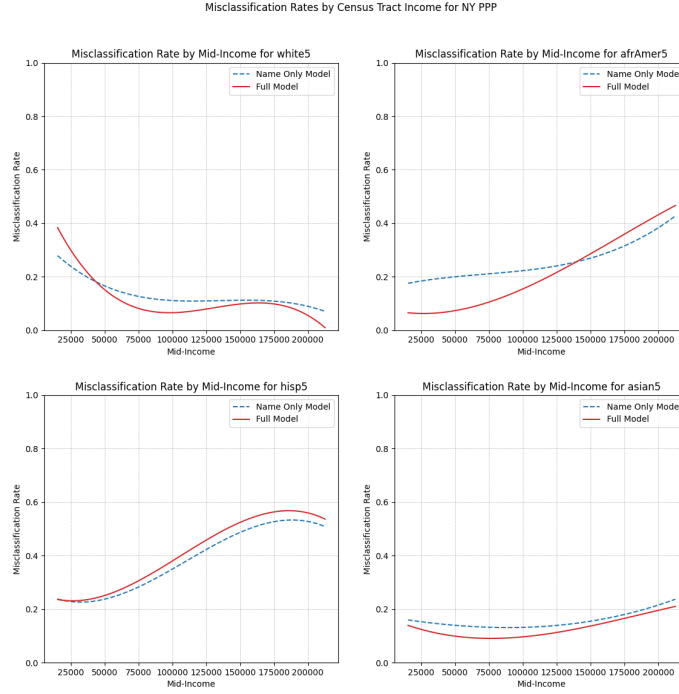 Misclassification Rates by Census Tract Income for NY PPP
Misclassification Rate by Mid-Income for white5
1.0
0.8
0.6
0.4
0.2
0.0
Misclassification Rate
25000 50000 75000 100000 125000 150000 175000 200000
Mid-Income
Name Only Model
Full Model
Misclassification Rate by Mid-Income for afrAmer5
1.0
0.8
0.6
0.4
0.2
0.0
Misclassification Rate
25000 50000 75000 100000 125000 150000 175000 200000
Mid-Income
Name Only Model
Full Model
Misclassification Rate by Mid-Income for hisp5
1.0
0.8
0.6
0.4
0.2
0.0
Misclassification Rate
25000 50000 75000 100000 125000 150000 175000 200000
Mid-Income
Name Only Model
Full Model
Misclassification Rate by Mid-Income for asian5
1.0
0.8
0.6
0.4
0.2
0.0
Misclassification Rate
25000 50000 75000 100000 125000 150000 175000 200000
Mid-Income
Name Only Model
Full Model